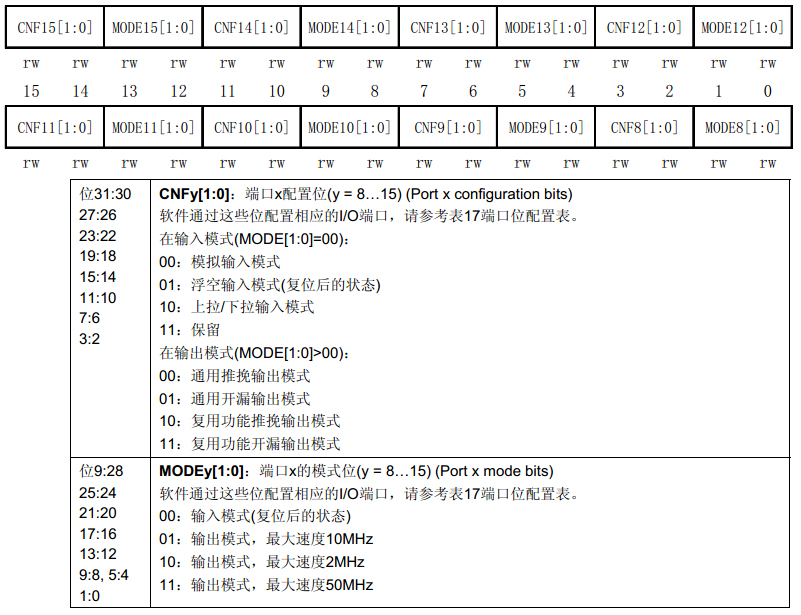 CNF15[1:0] MODE15[1:0] CNF14[1:0] MODE14[1:0] CNF13[1:0] MODE13[1:0] CNF12[1:0] MODE12[1:0]
rw rw rw rw rw rw rw rw rw rw rw rw rw rw rw rw
15 14 13 12 11 10 9 8 7 6 5 4 3 2 1 0
CNF11[1:0] MODE11[1:0] CNF10[1:0] MODE10[1:0] CNF9[1:0] MODE9[1:0] CNF8[1:0] MODE8[1:0]
rw rw rw rw rw rw rw rw rw rw rw rw rw rw rw rw
位31:30
27:26
23:22
19:18
15:14
11:10
7:6
3:2
CNFy[1:0]：端口x配置位(y = 8…15) (Port x configuration bits)
软件通过这些位配置相应的I/O端口，请参考表17端口位配置表。
在输入模式(MODE[1:0]=00)：
00：模拟输入模式
01：浮空输入模式(复位后的状态)
10：上拉/下拉输入模式
11：保留
在输出模式(MODE[1:0]>00)：
00：通用推挽输出模式
01：通用开漏输出模式
10：复用功能推挽输出模式
11：复用功能开漏输出模式
位9:28
25:24
21:20
17:16
13:12
9:8, 5:4
1:0
MODEy[1:0]：端口x的模式位(y = 8…15) (Port x mode bits)
软件通过这些位配置相应的I/O端口，请参考表17端口位配置表。
00：输入模式(复位后的状态)
01：输出模式，最大速度10MHz
10：输出模式，最大速度2MHz
11：输出模式，最大速度50MHz